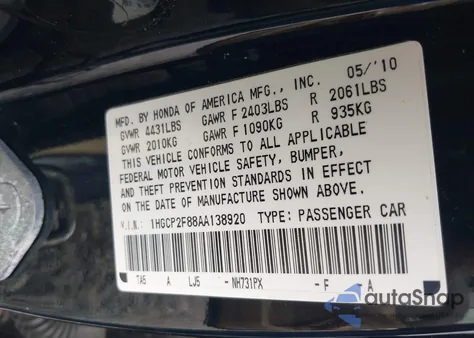 MFD. BY HONDA OF AMERICA MFG., INC. 05/'10
GVWR 4431LBS GAWR F 2403LBS R 2061LBS
GVWR 2010KG GAWR F 1090KG R 935KG
THIS VEHICLE CONFORMS TO ALL APPLICABLE
FEDERAL MOTOR VEHICLE SAFETY, BUMPER,
AND THEFT PREVENTION STANDARDS IN EFFECT
ON THE DATE OF MANUFACTURE SHOWN ABOVE.
V.I.N.: 1HGCP2F88AA138920 TYPE: PASSENGER CAR
TA5 A LJ5 - NH731PX - F A
autoSnap